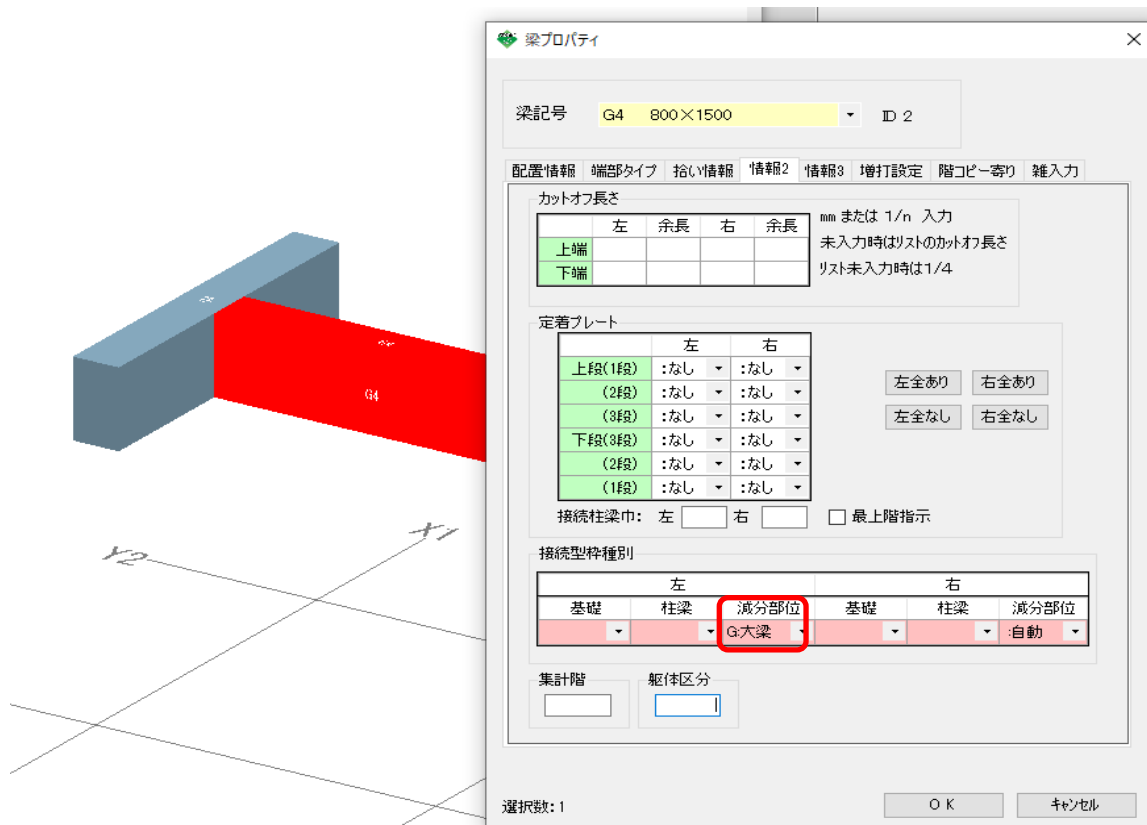 梁プロパティ
梁記号 G4 800×1500 ID 2
配置情報 端部タイプ 拾い情報 情報2 情報3 増打設定 階コピー寄り 雑入力
カットオフ長さ
左 余長 右 余長
上端
下端
mm または 1/n 入力
未入力時はリストのカットオフ長さ
リスト未入力時は1/4
定着プレート
左 右
上段(1段) :なし :なし
(2段) :なし :なし
(3段) :なし :なし
下段(3段) :なし :なし
(2段) :なし :なし
(1段) :なし :なし
左全あり 右全あり
左全なし 右全なし
接続柱梁巾: 左 右 最上階指示
接続型枠種別
左 右
基礎 柱梁 減分部位 基礎 柱梁 減分部位
G:大梁 :自動
集計階 躯体区分
選択数:1 OK キャンセル
G4
X1
Y2